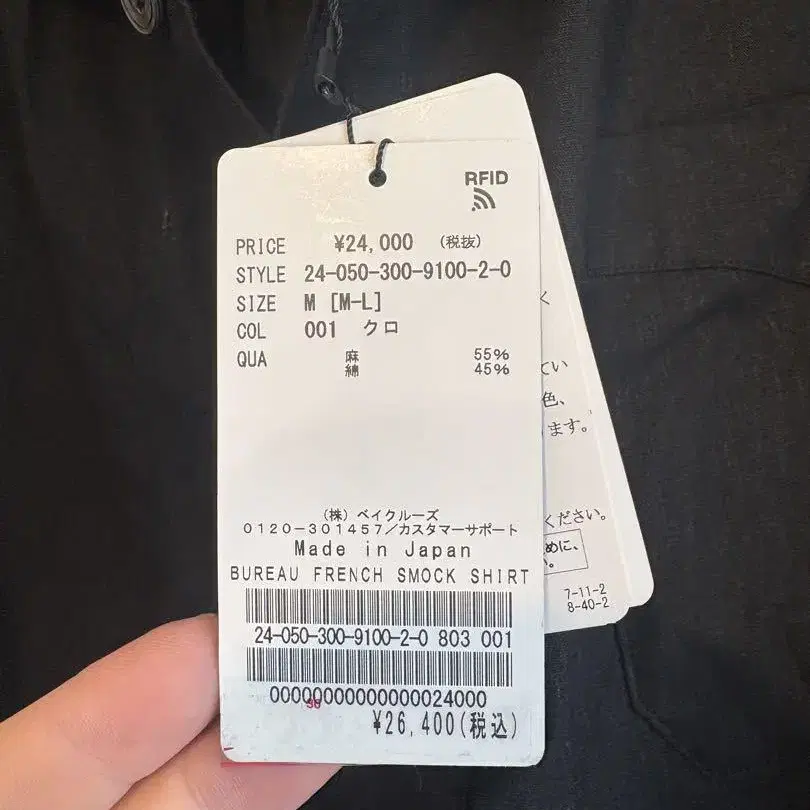 RFID
PRICE ¥24,000 (税抜)
STYLE 24-050-300-9100-2-0
SIZE M [M-L]
COL 001 クロ
QUA 麻 55%
綿 45%
(株) ベイクルーズ
0120-301457/カスタマーサポート
Made in Japan
BUREAU FRENCH SMOCK SHIRT
24-050-300-9100-2-0 803 001
00000000000000024000
¥26,400(税込)
く
てい
色、
ます。
ください。
めに、
い。
7-11-2
8-40-2